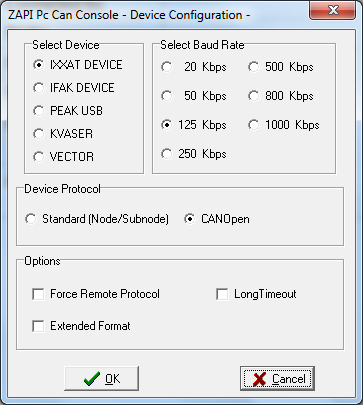 ZAPI Pc Can Console - Device Configuration -
Select Device
IXXAT DEVICE
IFAK DEVICE
PEAK USB
KVASER
VECTOR
Select Baud Rate
20 Kbps
500 Kbps
50 Kbps
800 Kbps
125 Kbps
1000 Kbps
250 Kbps
Device Protocol
Standard (Node/Subnode)
CANOpen
Options
Force Remote Protocol
LongTimeout
Extended Format
OK
Cancel